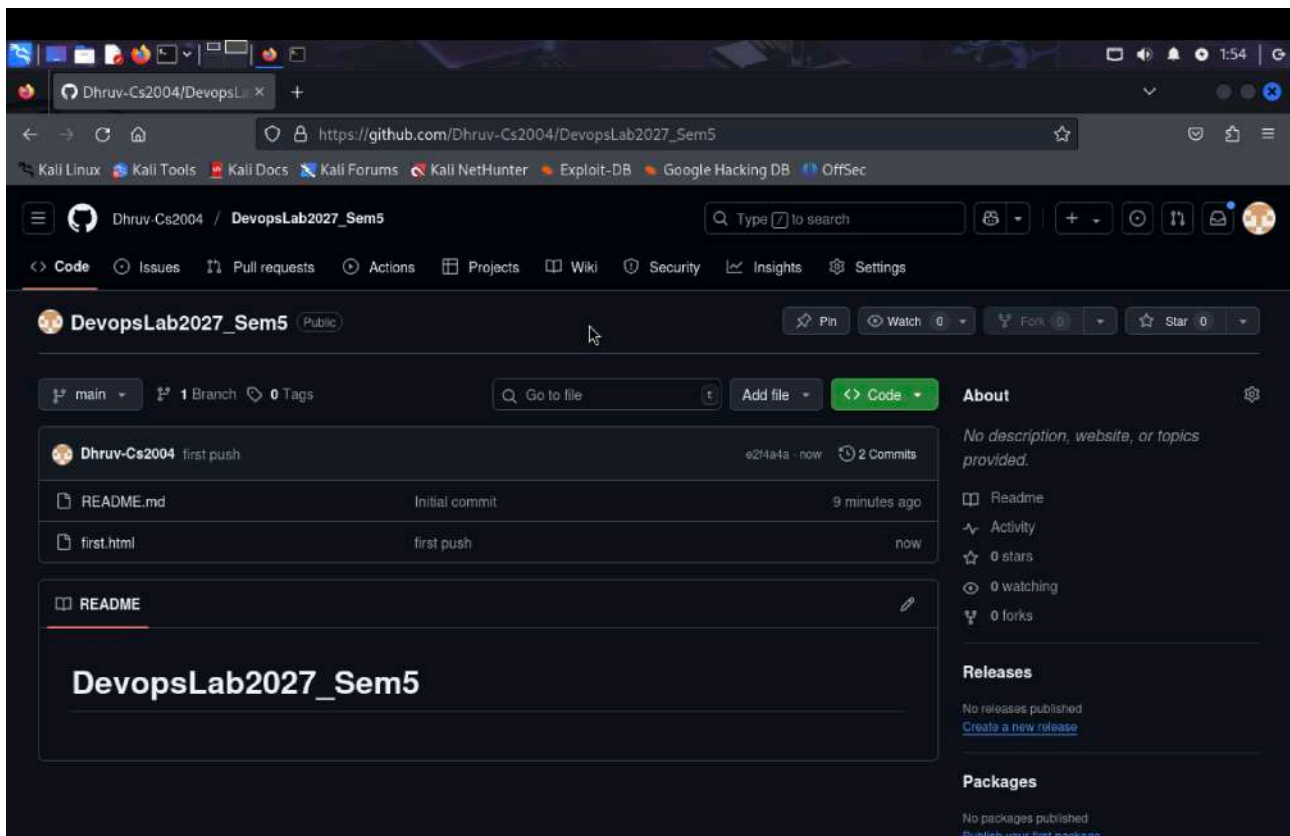 1:54
Dhruv-Cs2004/DevopsLa
https://github.com/Dhruv-Cs2004/DevopsLab2027_Sem5
Kali Linux Kali Tools Kali Docs Kali Forums Kali NetHunter Exploit-DB Google Hacking DB OffSec
Dhruv-Cs2004 / DevopsLab2027_Sem5 Type / to search
Code Issues Pull requests Actions Projects Wiki Security Insights Settings
DevopsLab2027_Sem5 Public Pin Watch 0 Fork 0 Star 0
main 1 Branch 0 Tags Go to file t Add file Code
Dhruv-Cs2004 first push e2f4a4a · now 2 Commits
README.md Initial commit 9 minutes ago
first.html first push now
README
DevopsLab2027_Sem5
About
No description, website, or topics
provided.
Readme
Activity
0 stars
0 watching
0 forks
Releases
No releases published
Create a new release
Packages
No packages published
Publish your first package